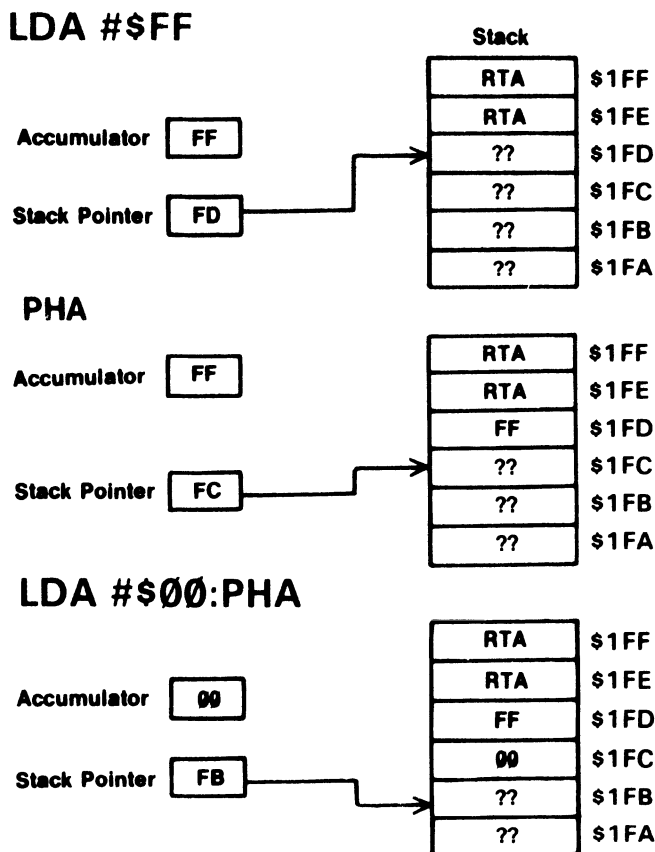 LDA #$FF
Stack
RTA $1FF
RTA $1FE
Accumulator FF
?? $1FD
?? $1FC
Stack Pointer FD
?? $1FB
?? $1FA
PHA
RTA $1FF
Accumulator FF
RTA $1FE
FF $1FD
?? $1FC
Stack Pointer FC
?? $1FB
?? $1FA
LDA #$ØØ:PHA
RTA $1FF
RTA $1FE
Accumulator ØØ
FF $1FD
ØØ $1FC
Stack Pointer FB
?? $1FB
?? $1FA